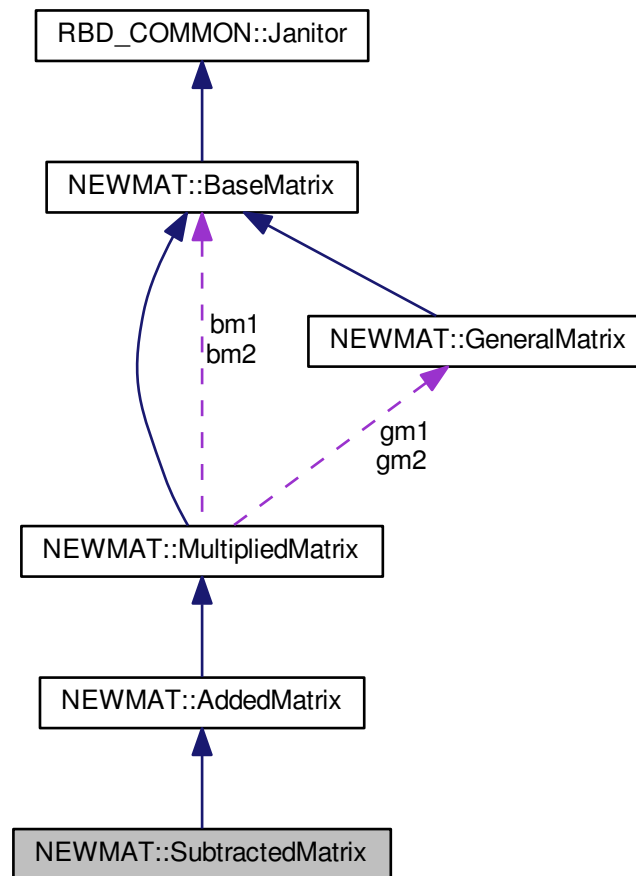 RBD_COMMON::Janitor
NEWMAT::BaseMatrix
bm1
bm2
NEWMAT::GeneralMatrix
gm1
gm2
NEWMAT::MultipliedMatrix
NEWMAT::AddedMatrix
NEWMAT::SubtractedMatrix